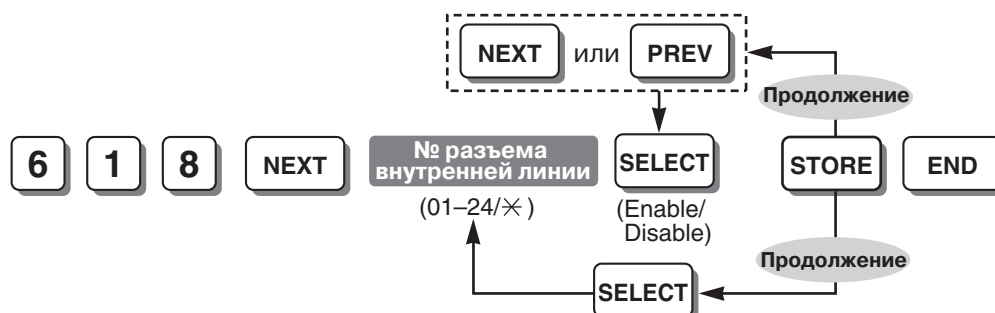 NEXT или PREV
Продолжение
6 1 8 NEXT № разъема внутренней линии SELECT STORE END
(01–24/✳)
(Enable/
Disable)
Продолжение
SELECT